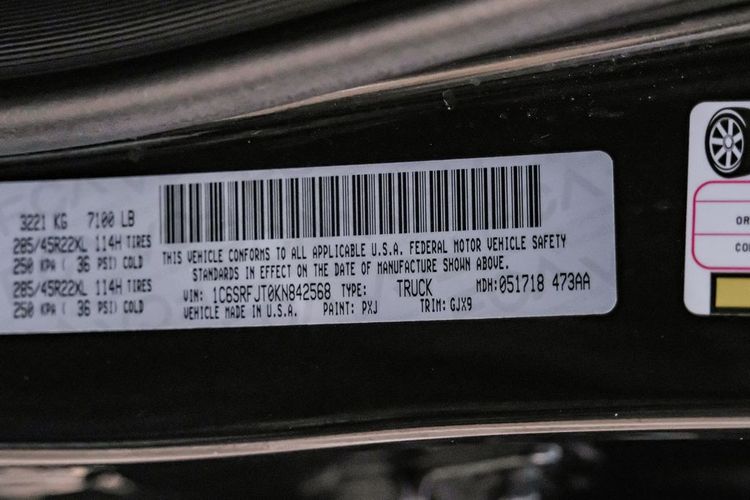 3221 KG 7100 LB
285/45R22XL 114H TIRES
250 KPA ( 36 PSI) COLD
285/45R22XL 114H TIRES
250 KPA ( 36 PSI) COLD
THIS VEHICLE CONFORMS TO ALL APPLICABLE U.S.A. FEDERAL MOTOR VEHICLE SAFETY
STANDARDS IN EFFECT ON THE DATE OF MANUFACTURE SHOWN ABOVE.
VIN: 1C6SRFJT0KN842568 TYPE: TRUCK MDH:051718 473AA
VEHICLE MADE IN U.S.A. PAINT: PXJ TRIM: GJX9
OR
CO